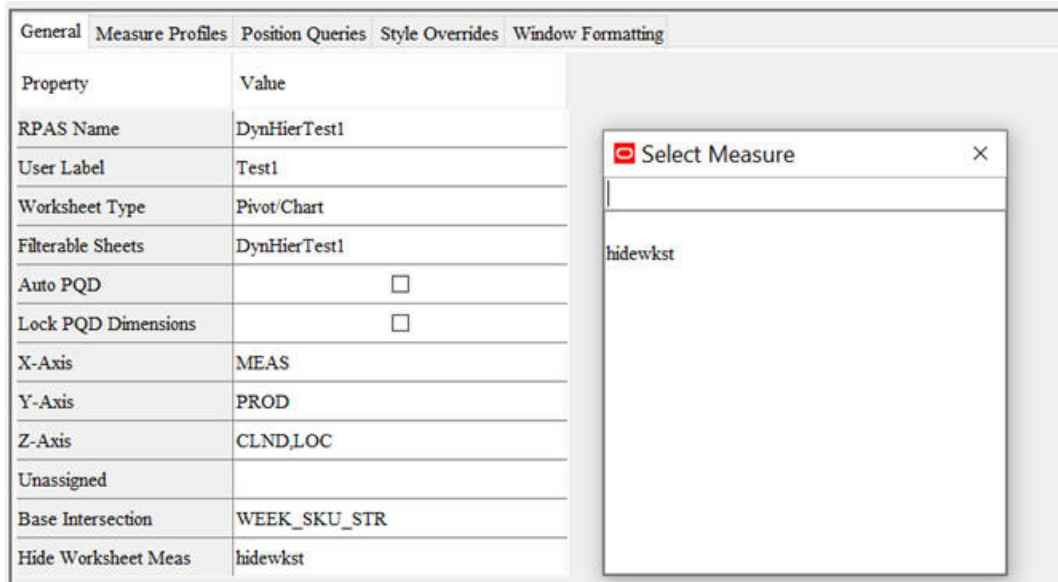 General Measure Profiles Position Queries Style Overrides Window Formatting
Property Value
RPAS Name DynHierTest1
User Label Test1
Worksheet Type Pivot/Chart
Filterable Sheets DynHierTest1
Auto PQD
Lock PQD Dimensions
X-Axis MEAS
Y-Axis PROD
Z-Axis CLND,LOC
Unassigned
Base Intersection WEEK_SKU_STR
Hide Worksheet Meas hidewkst
Select Measure
hidewkst